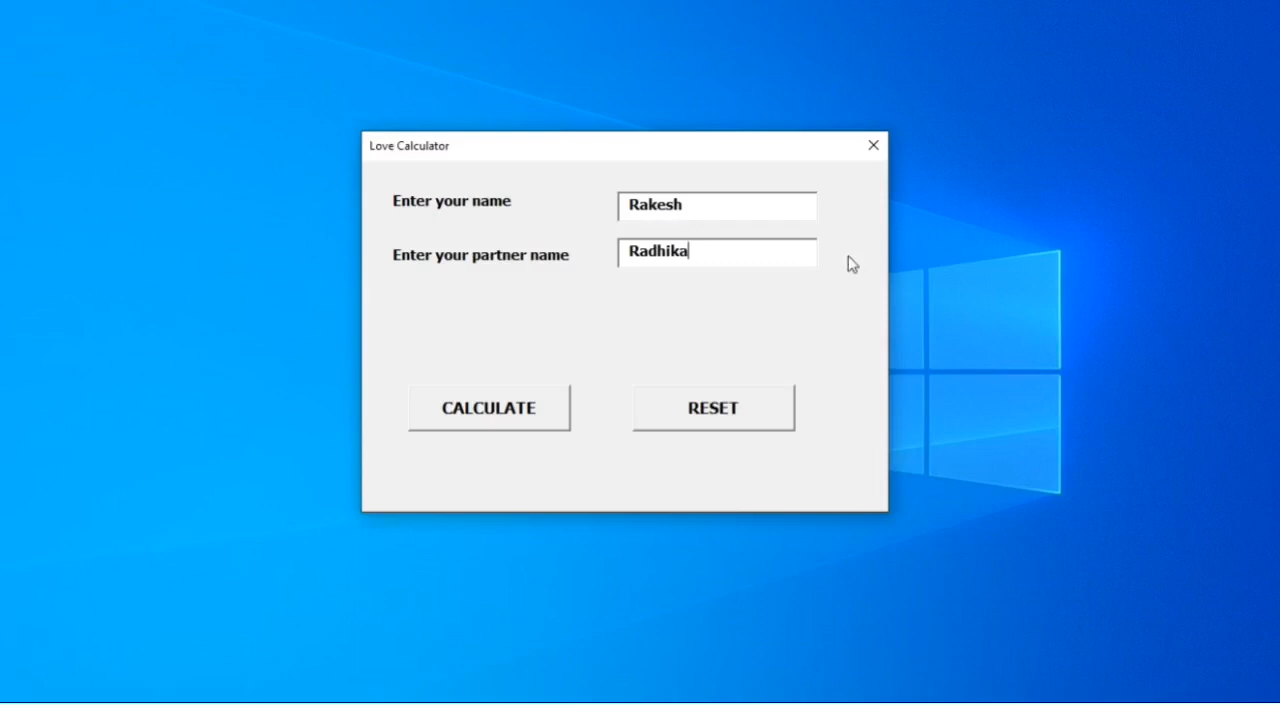 Love Calculator
Enter your name Rakesh
Enter your partner name Radhika
CALCULATE RESET